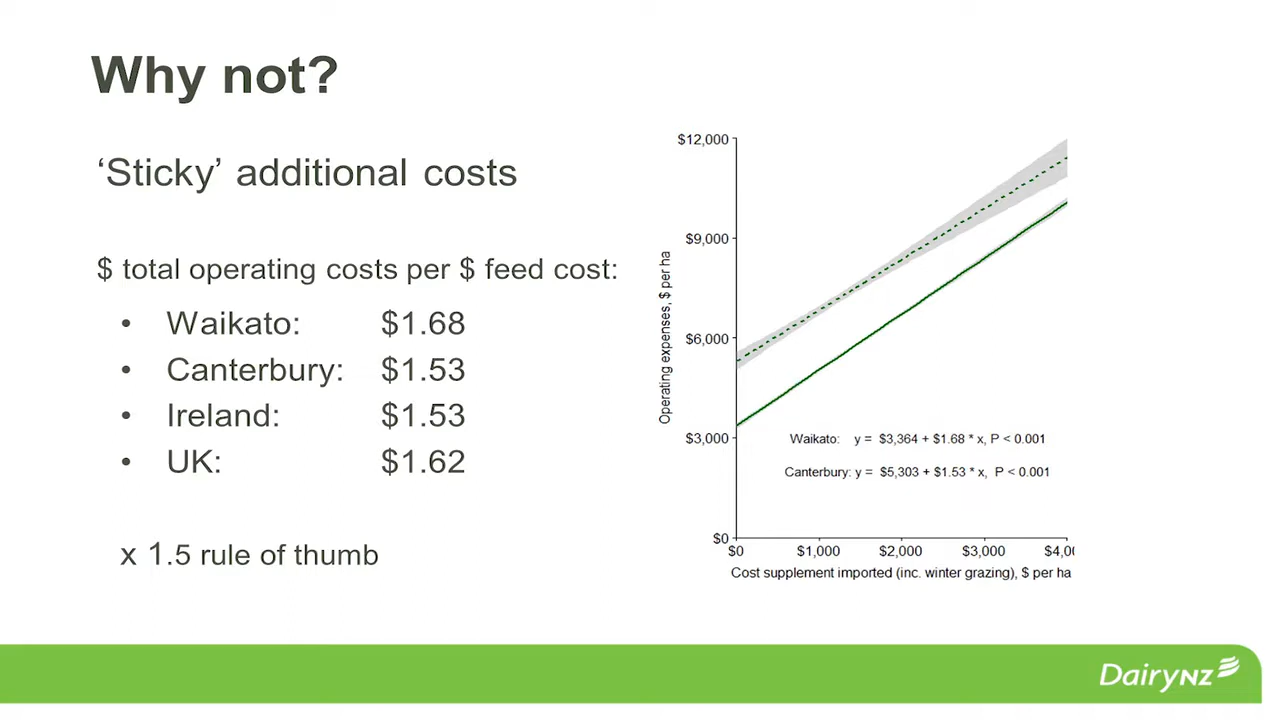 Why not?
‘Sticky’ additional costs
$ total operating costs per $ feed cost:
• Waikato: $1.68
• Canterbury: $1.53
• Ireland: $1.53
• UK: $1.62
x 1.5 rule of thumb
$12,000
$9,000
$6,000
$3,000
$0
Operating expenses, $ per ha
Waikato: y = $3,364 + $1.68 * x, P < 0.001
Canterbury: y = $5,303 + $1.53 * x, P < 0.001
$0 $1,000 $2,000 $3,000 $4,0
Cost supplement imported (inc. winter grazing), $ per ha
DairyNZ